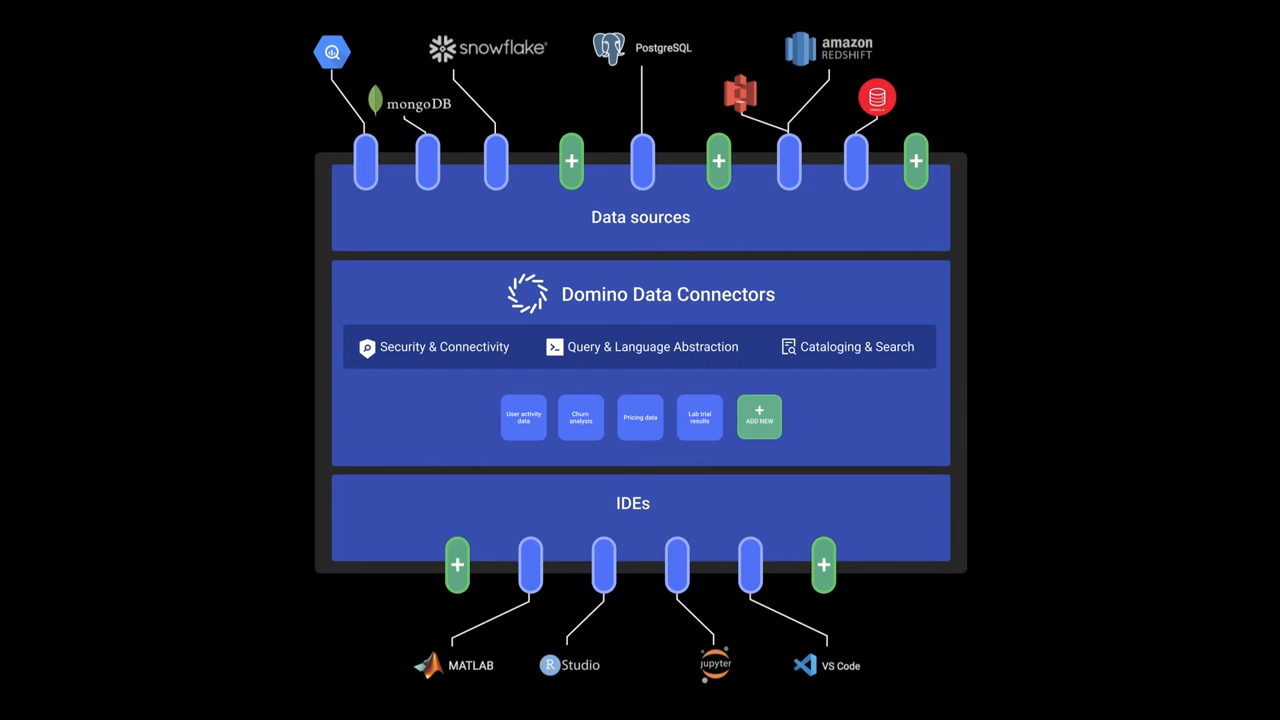 snowflake
PostgreSQL
amazon
REDSHIFT
mongoDB
ORACLE
+
+
+
Data sources
Domino Data Connectors
Security & Connectivity
Query & Language Abstraction
Cataloging & Search
User activity
data
Churn
analysis
Pricing data
Lab trial
results
+
ADD NEW
IDEs
+
+
MATLAB
R Studio
jupyter
VS Code